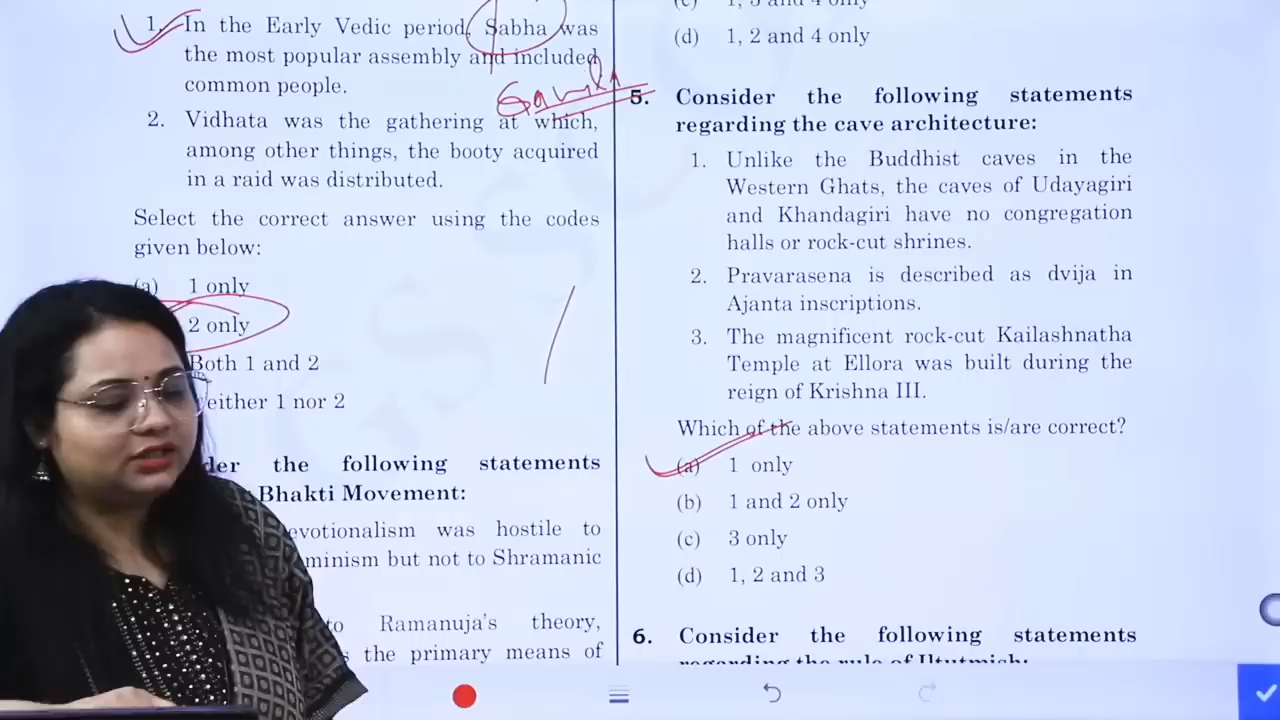 1. In the Early Vedic period, Sabha was
the most popular assembly and included
common people.
2. Vidhata was the gathering at which,
among other things, the booty acquired
in a raid was distributed.
Select the correct answer using the codes
given below:
(a) 1 only
2 only
Both 1 and 2
either 1 nor 2
der the following statements
Bhakti Movement:
evotionalism was hostile to
minism but not to Shramanic
to Ramanuja's theory,
s the primary means of
(d) 1, 2 and 4 only
5. Consider the following statements
regarding the cave architecture:
1. Unlike the Buddhist caves in the
Western Ghats, the caves of Udayagiri
and Khandagiri have no congregation
halls or rock-cut shrines.
2. Pravarasena is described as dvija in
Ajanta inscriptions.
3. The magnificent rock-cut Kailashnatha
Temple at Ellora was built during the
reign of Krishna III.
Which of the above statements is/are correct?
(a) 1 only
(b) 1 and 2 only
(c) 3 only
(d) 1, 2 and 3
6. Consider the following statements
regarding the rule of Iltutmish: